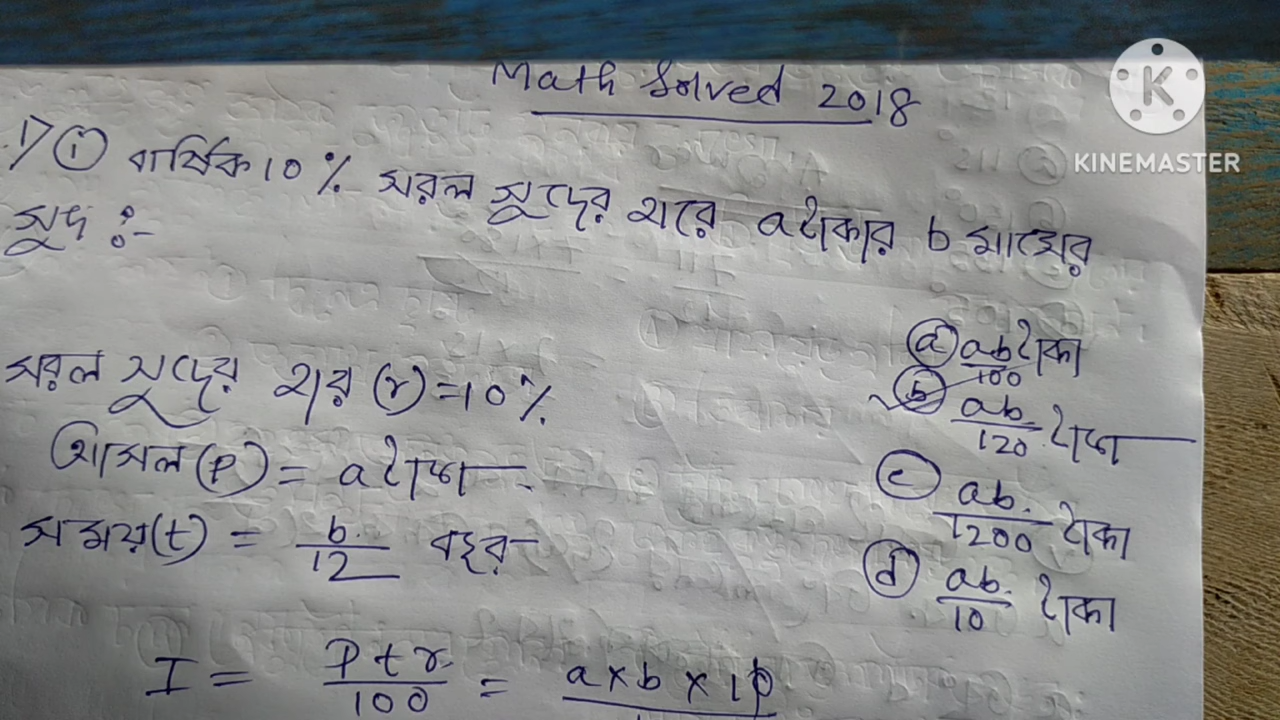 Math Solved 2018
K
KINEMASTER
1) (i) বার্ষিক 10% সরল সুদের হারে a টাকার b মাসের
সুদ :-
(a) ab/100 টাকা
(b) ab/120 টাকা
(c) ab/1200 টাকা
(d) ab/10 টাকা
সরল সুদের হার (r) = 10%
আসল (P) = a টাকা
সময় (t) = b/12 বছর
I = Ptr/100 = a×b×10